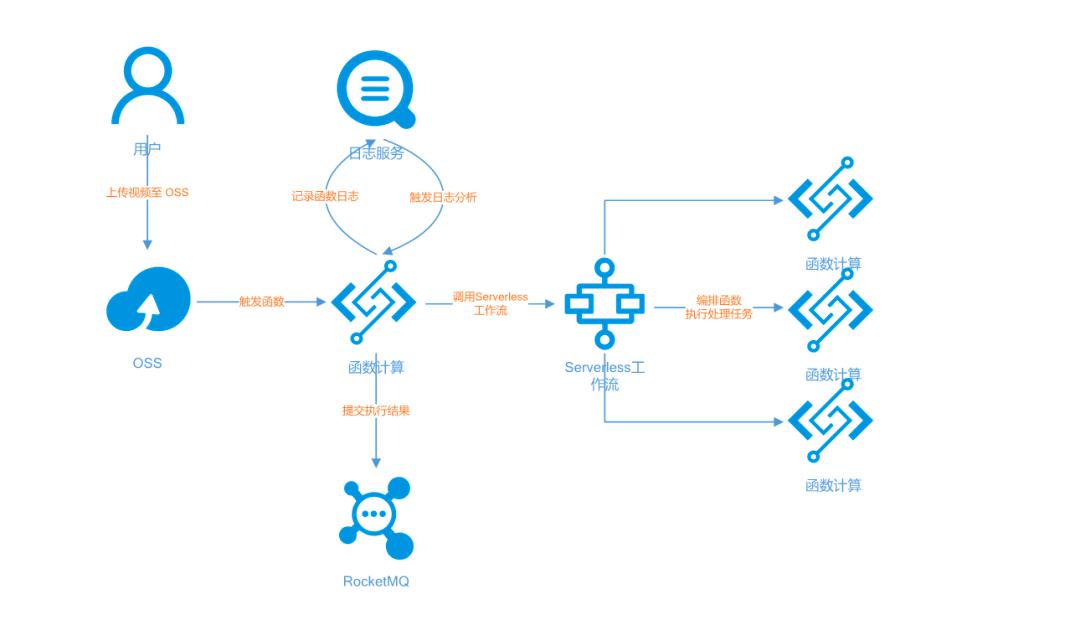 用户
日志服务
上传视频至 OSS
记录函数日志
触发日志分析
函数计算
触发函数
调用Serverless
工作流
编排函数
执行处理任务
OSS
函数计算
Serverless工
作流
函数计算
提交执行结果
函数计算
RocketMQ